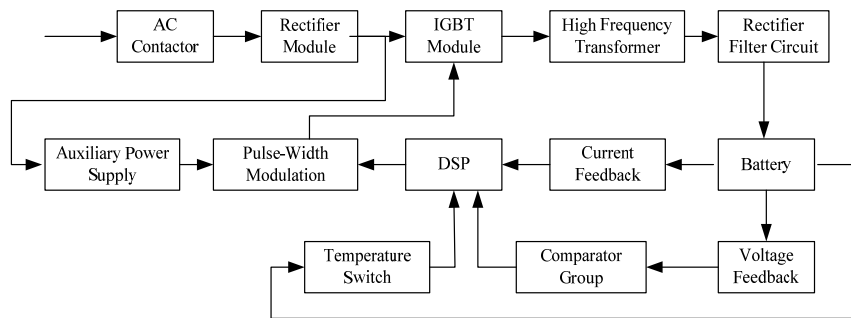 AC
Contactor
Rectifier
Module
IGBT
Module
High Frequency
Transformer
Rectifier
Filter Circuit
Auxiliary Power
Supply
Pulse-Width
Modulation
DSP
Current
Feedback
Battery
Temperature
Switch
Comparator
Group
Voltage
Feedback